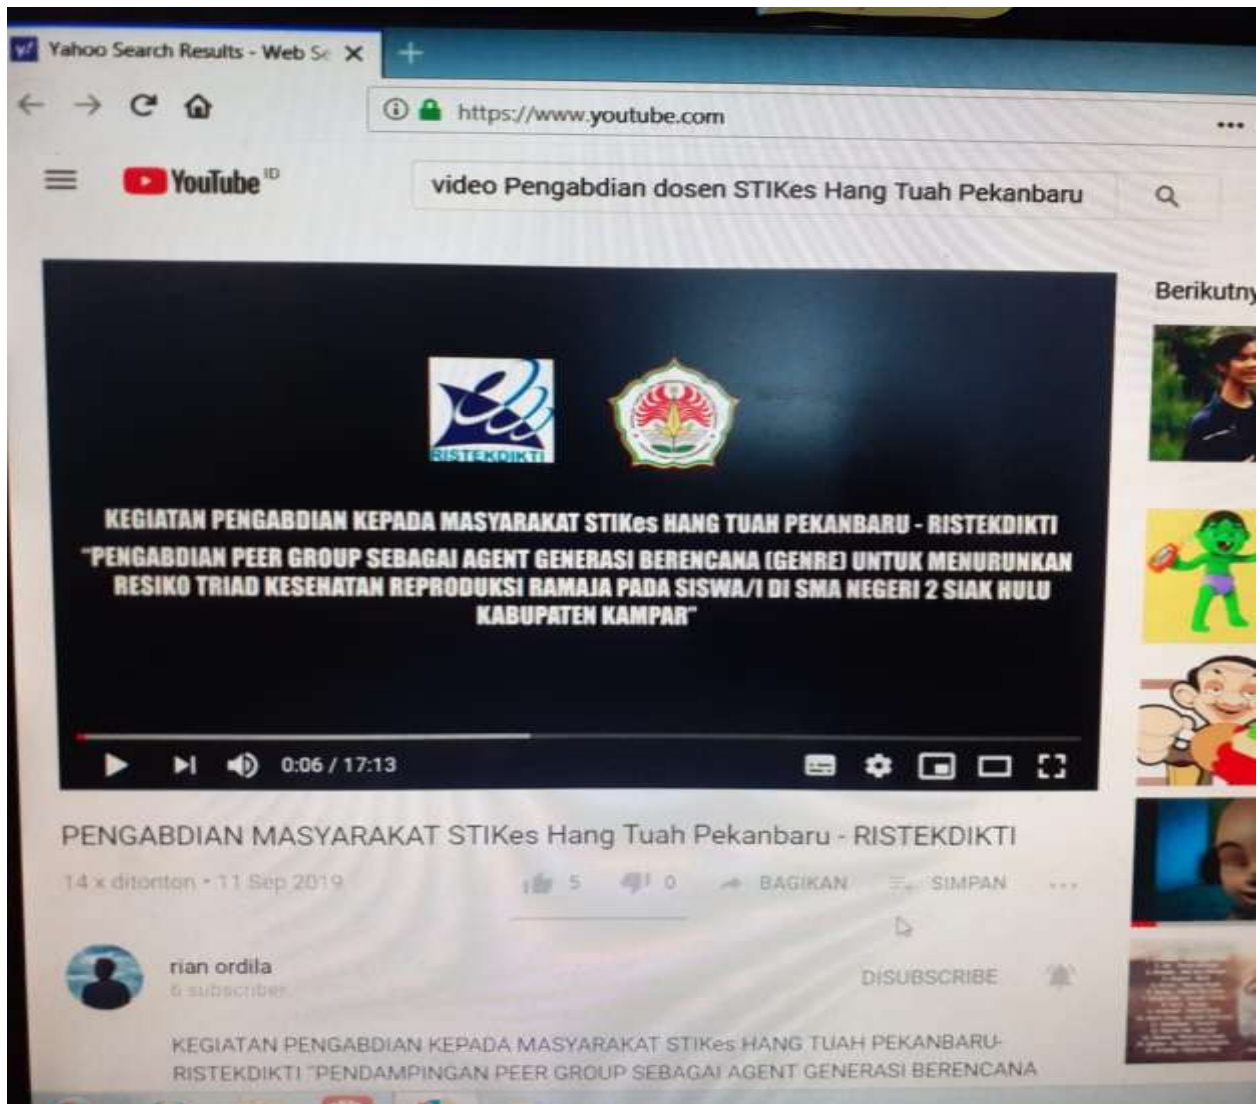 Yahoo Search Results - Web Se
https://www.youtube.com
YouTube ID
video Pengabdian dosen STIKes Hang Tuah Pekanbaru
Berikutny
RISTEKDIKTI
KEGIATAN PENGABDIAN KEPADA MASYARAKAT STIKes HANG TUAH PEKANBARU - RISTEKDIKTI
"PENGABDIAN PEER GROUP SEBAGAI AGENT GENERASI BERENCANA (GENRE) UNTUK MENURUNKAN
RESIKO TRIAD KESEHATAN REPRODUKSI RAMAJA PADA SISWA/I DI SMA NEGERI 2 SIAK HULU
KABUPATEN KAMPAR"
0:06 / 17:13
PENGABDIAN MASYARAKAT STIKes Hang Tuah Pekanbaru - RISTEKDIKTI
14 x ditonton • 11 Sep 2019
5 0 BAGIKAN SIMPAN
rian ordila
6 subscriber
DISUBSCRIBE
KEGIATAN PENGABDIAN KEPADA MASYARAKAT STIKes HANG TUAH PEKANBARU-
RISTEKDIKTI "PENDAMPINGAN PEER GROUP SEBAGAI AGENT GENERASI BERENCANA